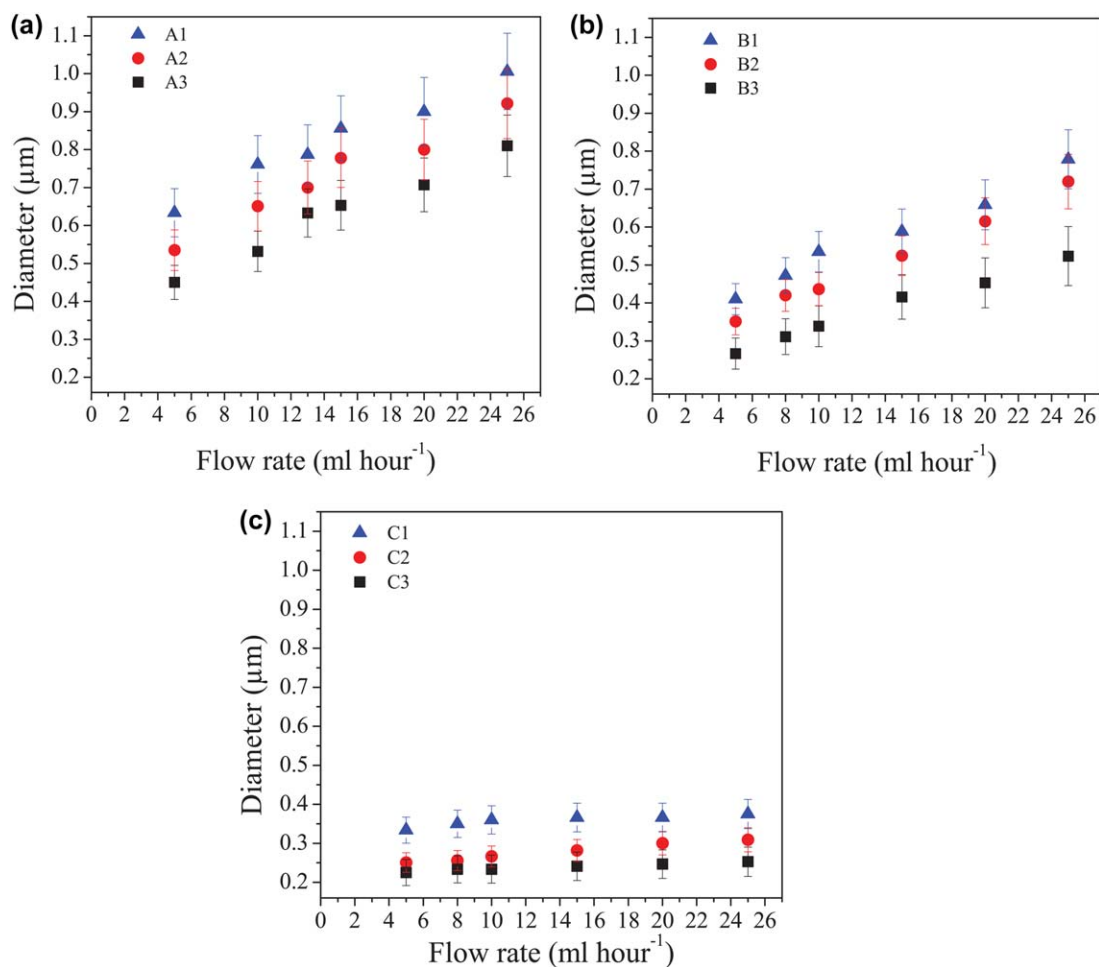 (a)
A1
A2
A3
1.1
1.0
0.9
0.8
0.7
0.6
0.5
0.4
0.3
0.2
Diameter (µm)
0 2 4 6 8 10 12 14 16 18 20 22 24 26
Flow rate (ml hour⁻¹)
(b)
B1
B2
B3
1.1
1.0
0.9
0.8
0.7
0.6
0.5
0.4
0.3
0.2
Diameter (µm)
0 2 4 6 8 10 12 14 16 18 20 22 24 26
Flow rate (ml hour⁻¹)
(c)
C1
C2
C3
1.1
1.0
0.9
0.8
0.7
0.6
0.5
0.4
0.3
0.2
Diameter (µm)
0 2 4 6 8 10 12 14 16 18 20 22 24 26
Flow rate (ml hour⁻¹)